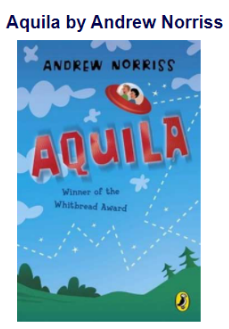 Aquila by Andrew Norriss
ANDREW NORRISS
AQUILA
Winner of the
Whitbread Award